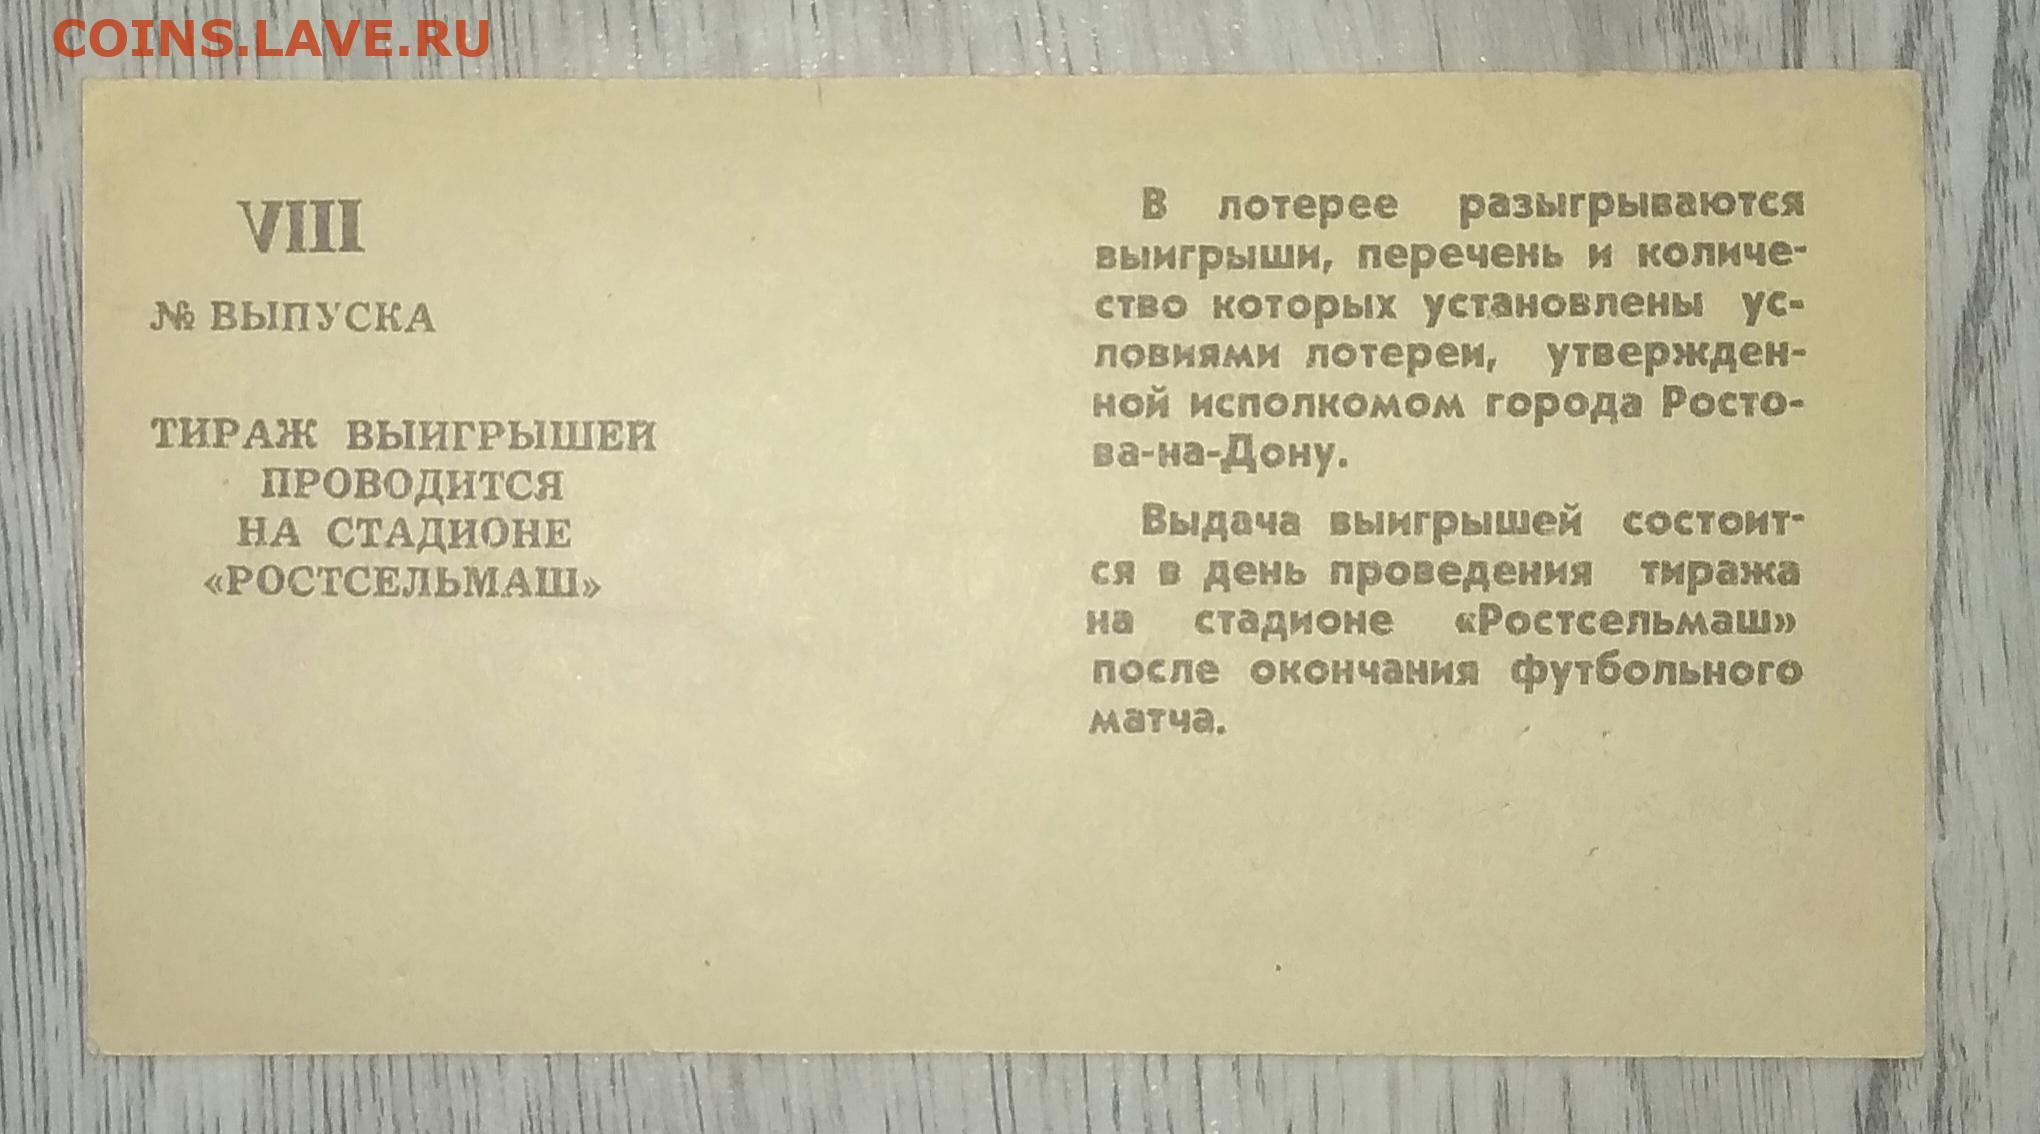 COINS.LAVE.RU
VIII
№ ВЫПУСКА
ТИРАЖ ВЫИГРЫШЕЙ
ПРОВОДИТСЯ
НА СТАДИОНЕ
«РОСТСЕЛЬМАШ»
В лотерее разыгрываются
выигрыши, перечень и количе-
ство которых установлены ус-
ловиями лотереи, утвержден-
ной исполкомом города Росто-
ва-на-Дону.
Выдача выигрышей состоит-
ся в день проведения тиража
на стадионе «Ростсельмаш»
после окончания футбольного
матча.